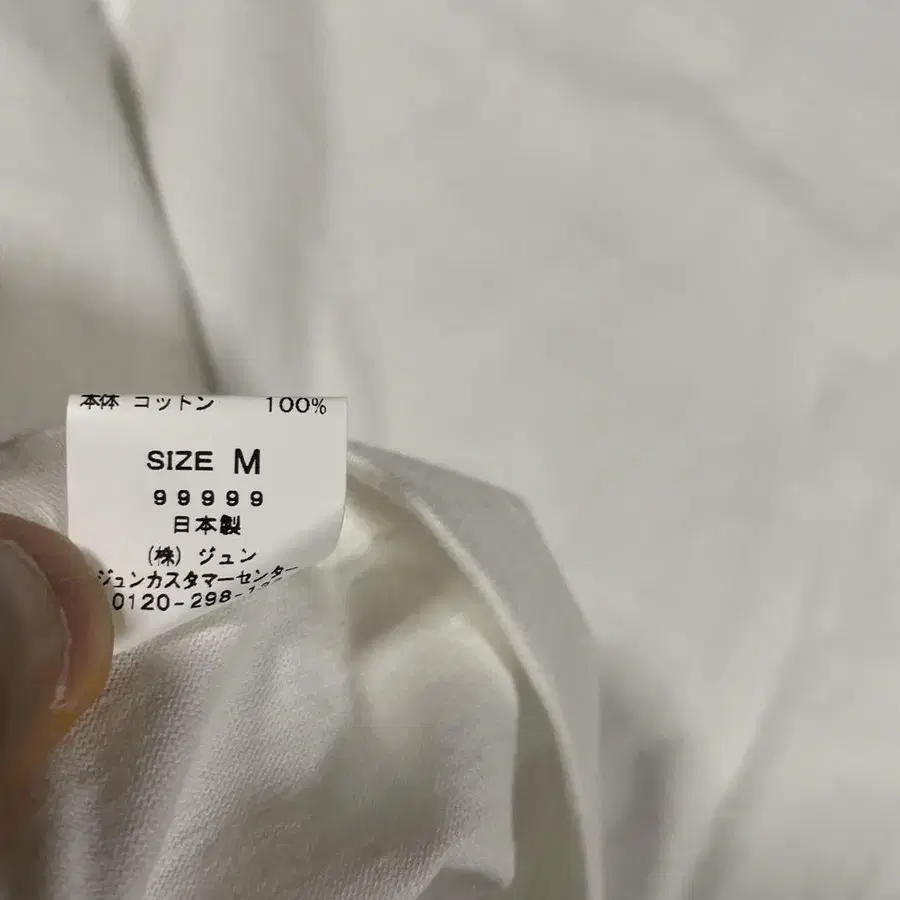 本体 コットン 100%
SIZE M
99999
日本製
(株) ジュン
ジュンカスタマーセンター
0120-298-